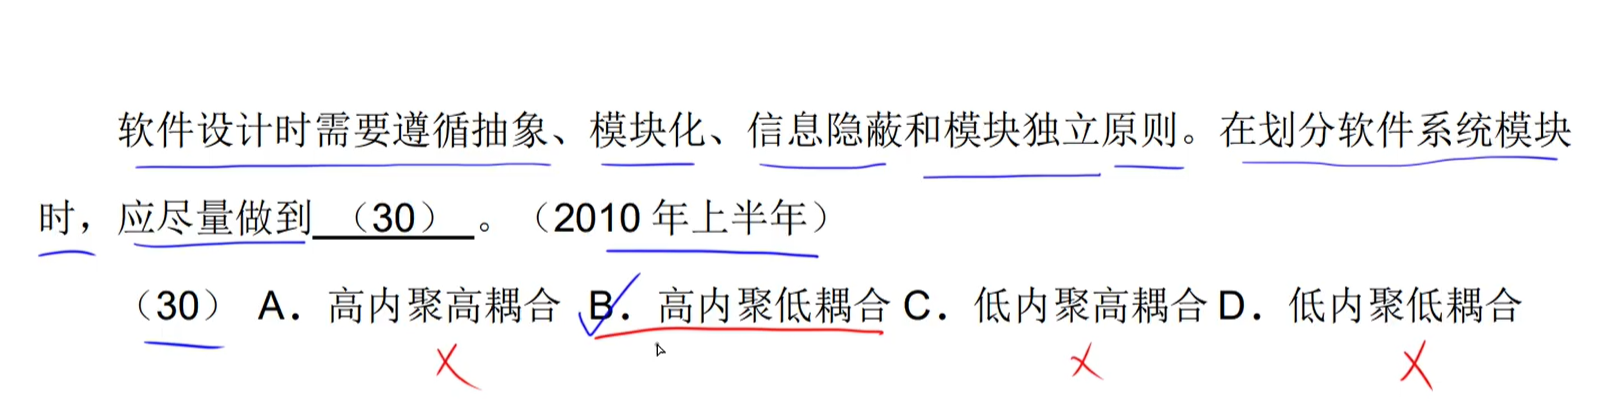 软件设计时需要遵循抽象、模块化、信息隐蔽和模块独立原则。在划分软件系统模块
时，应尽量做到 （30） 。（2010 年上半年）
（30） A．高内聚高耦合 B．高内聚低耦合 C．低内聚高耦合 D．低内聚低耦合